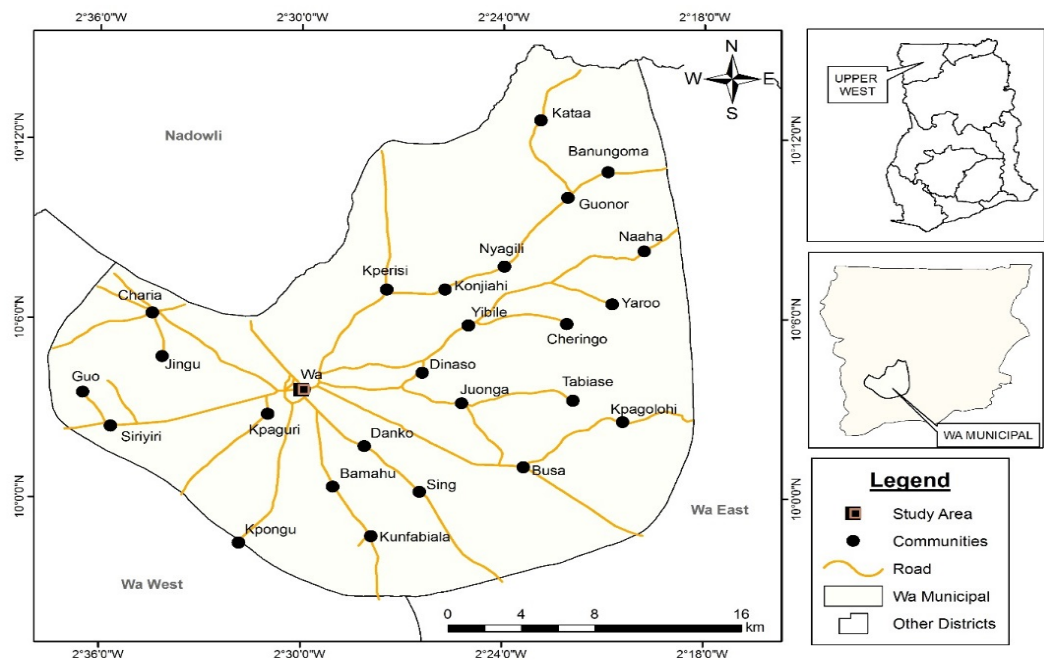 2°36'0"W
2°30'0"W
2°24'0"W
2°18'0"W
N
W E
S
10°12'0"N
10°12'0"N
10°6'0"N
10°6'0"N
10°0'0"N
10°0'0"N
Nadowli
Kataa
Banungoma
Guonor
Naaha
Nyagili
Kperisi
Konjiahi
Yaroo
Charia
Yibile
Cheringo
Jingu
Dinaso
Guo
Wa
Juonga
Tabiase
Kpagolohi
Siriyiri
Kpaguri
Danko
Busa
Bamahu
Sing
Wa East
Kpongu
Kunfabiala
Wa West
0 4 8 16
km
2°36'0"W
2°30'0"W
2°24'0"W
2°18'0"W
UPPER
WEST
WA MUNICIPAL
Legend
Study Area
Communities
Road
Wa Municipal
Other Districts